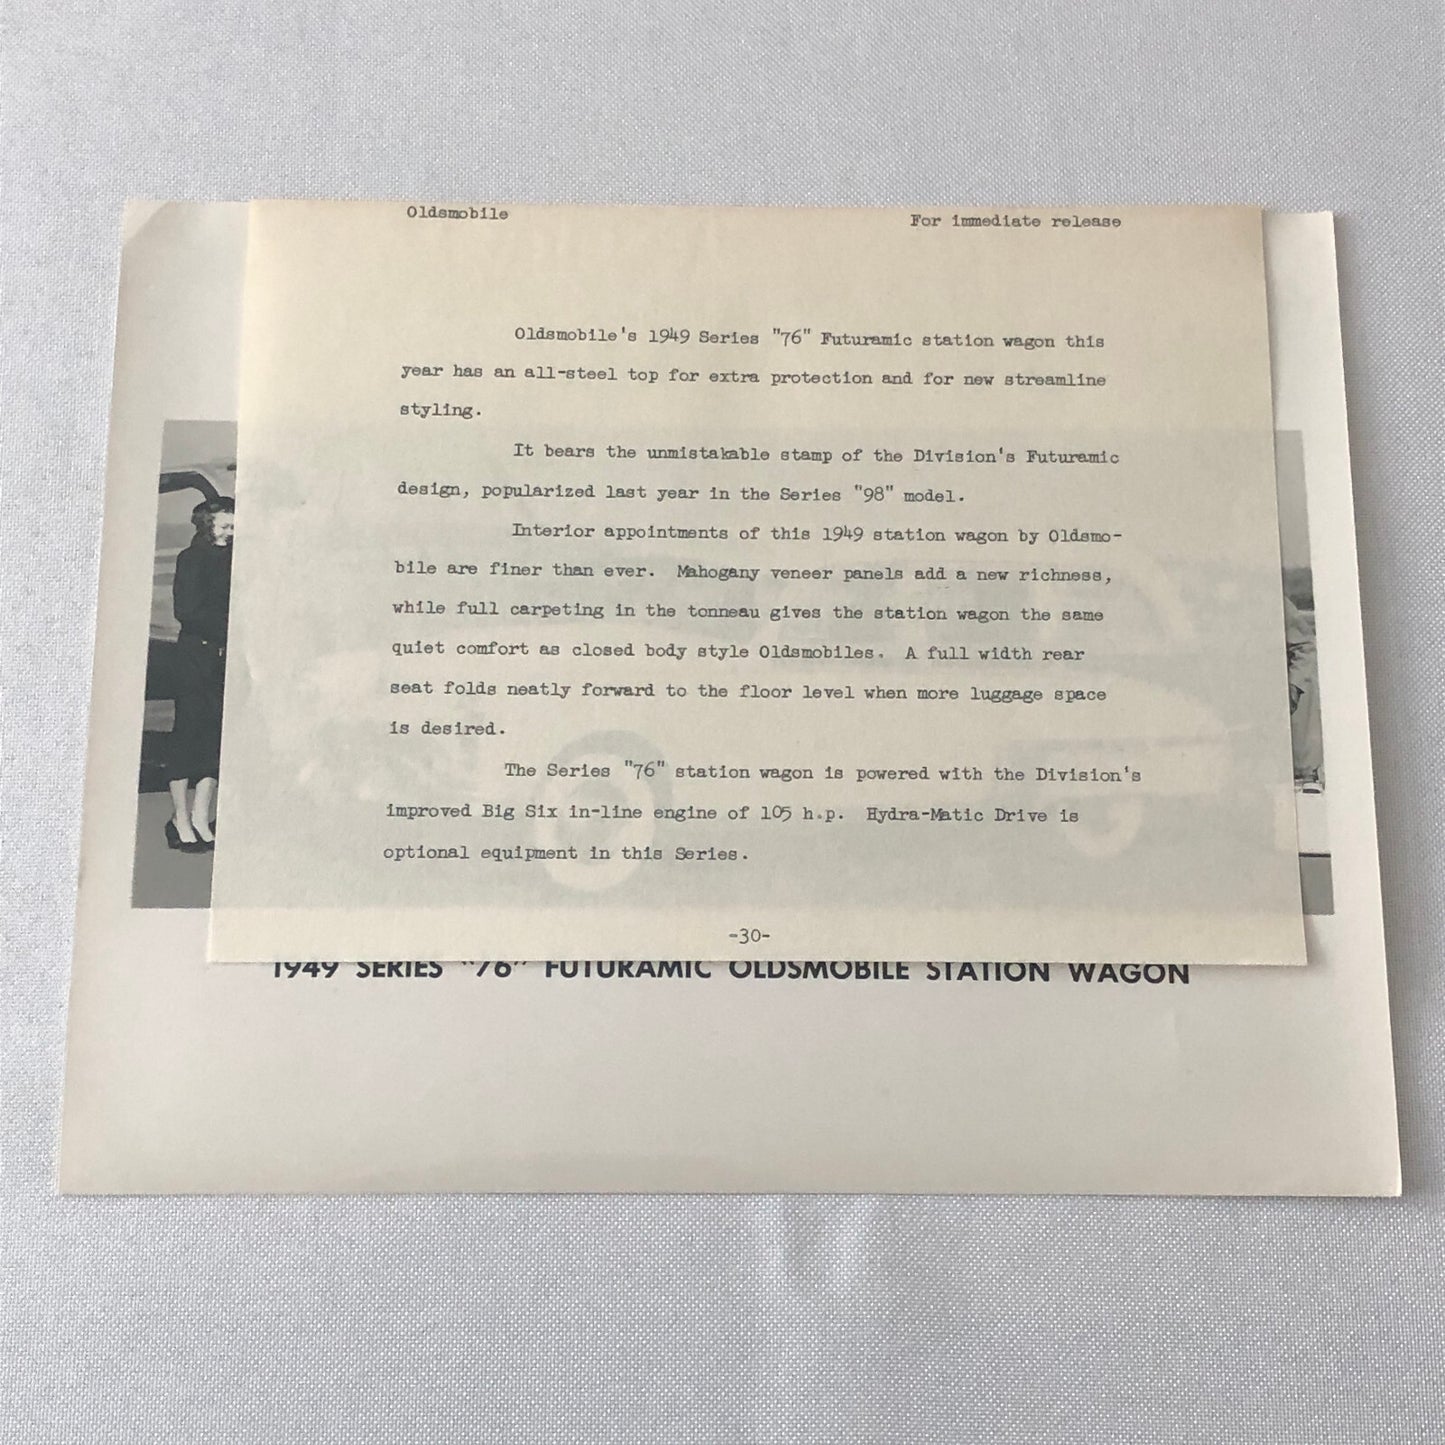 Oldsmobile
For immediate release
Oldsmobile's 1949 Series "76" Futuramic station wagon this
year has an all-steel top for extra protection and for new streamline
styling.
It bears the unmistakable stamp of the Division's Futuramic
design, popularized last year in the Series "98" model.
Interior appointments of this 1949 station wagon by Oldsmo-
bile are finer than ever. Mahogany veneer panels add a new richness,
while full carpeting in the tonneau gives the station wagon the same
quiet comfort as closed body style Oldsmobiles. A full width rear
seat folds neatly forward to the floor level when more luggage space
is desired.
The Series "76" station wagon is powered with the Division's
improved Big Six in-line engine of 105 h.p. Hydra-Matic Drive is
optional equipment in this Series.
-30-
1949 SERIES "76" FUTURAMIC OLDSMOBILE STATION WAGON